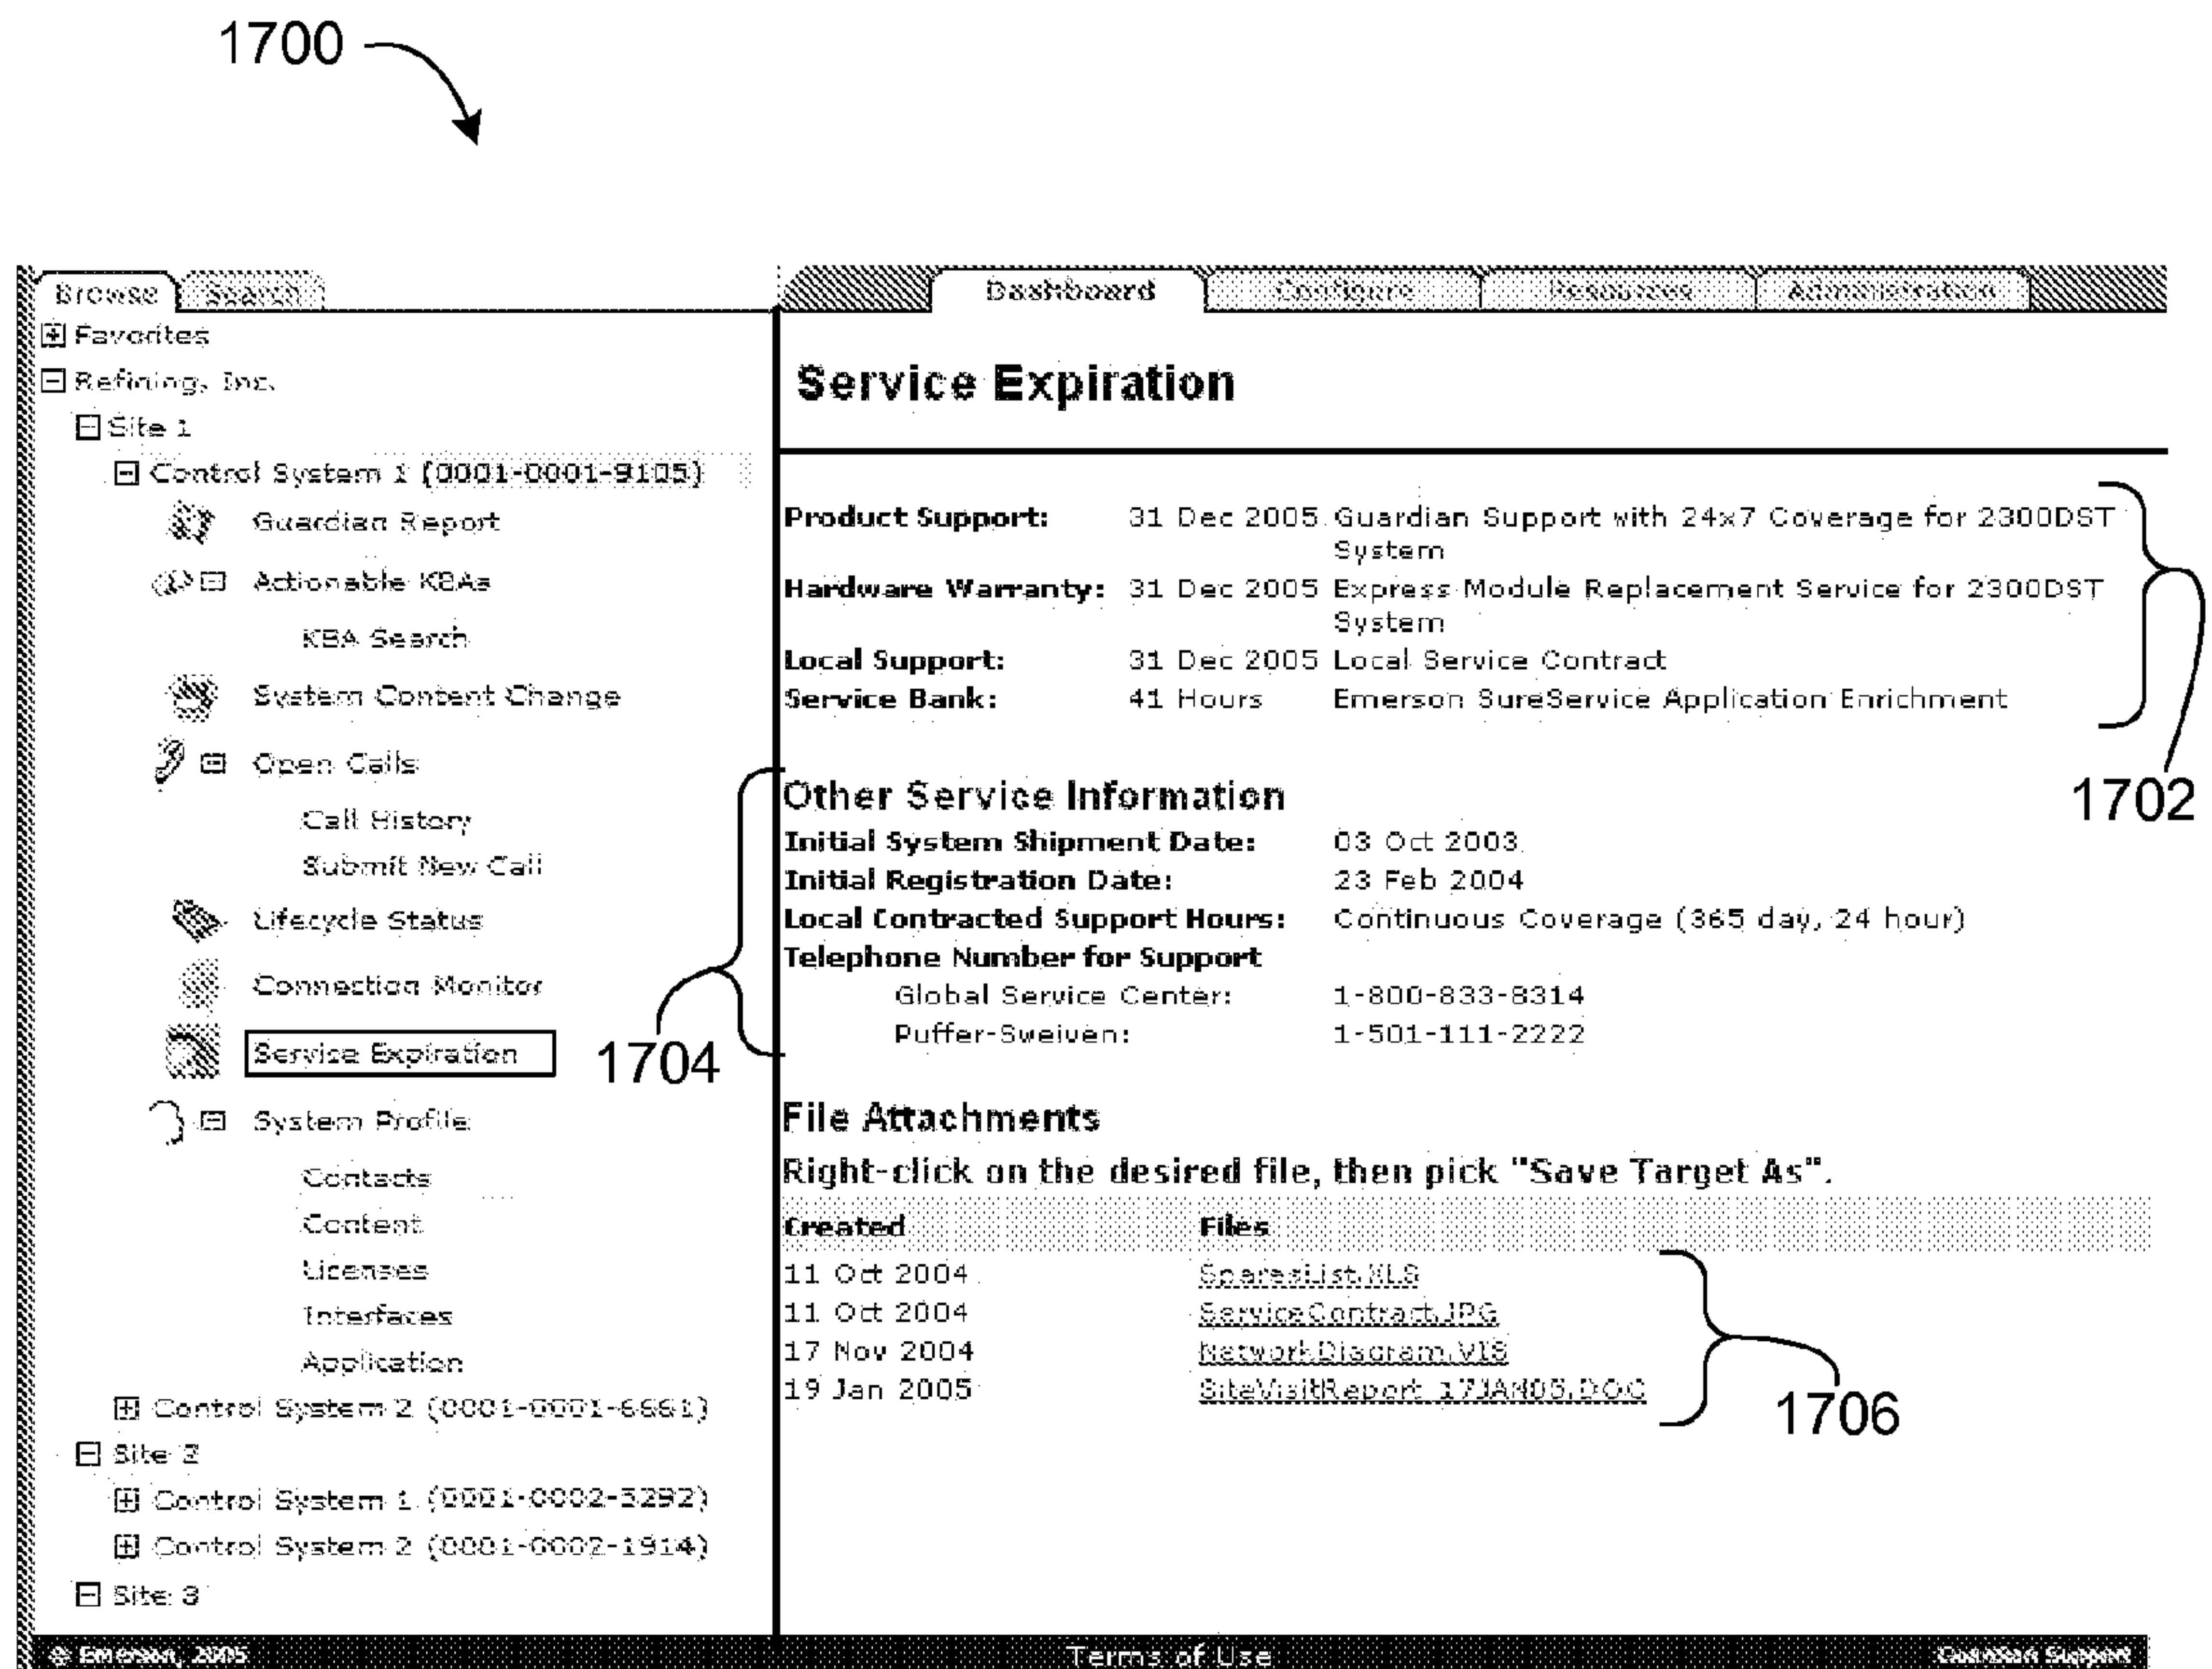 1700
Browse Search
Dashboard Configure Resources Administration
Favorites
Refining, Inc.
Site 1
Control System 1 (0001-0001-9105)
Guardian Report
Actionable KBAs
KBA Search
System Content Change
Open Calls
Call History
Submit New Call
Lifecycle Status
Connection Monitor
Service Expiration
System Profile
Contacts
Content
Licenses
Interfaces
Application
Control System 2 (0001-0001-6661)
Site 2
Control System 1 (0001-0002-5292)
Control System 2 (0001-0002-1914)
Site 3
Service Expiration
Product Support: 31 Dec 2005 Guardian Support with 24x7 Coverage for 2300DST
System
Hardware Warranty: 31 Dec 2005 Express Module Replacement Service for 2300DST
System
Local Support: 31 Dec 2005 Local Service Contract
Service Bank: 41 Hours Emerson SureService Application Enrichment
1702
Other Service Information
Initial System Shipment Date: 03 Oct 2003
Initial Registration Date: 23 Feb 2004
Local Contracted Support Hours: Continuous Coverage (365 day, 24 hour)
Telephone Number for Support
Global Service Center: 1-800-833-8314
Puffer-Sweiven: 1-501-111-2222
1704
File Attachments
Right-click on the desired file, then pick "Save Target As".
Created Files
11 Oct 2004 SparesList.XLS
11 Oct 2004 ServiceContract.JPG
17 Nov 2004 NetworkDiagram.VIS
19 Jan 2005 SiteVisitReport_17JAN05.DOC
1706
© Emerson, 2005 Terms of Use Guardian Support